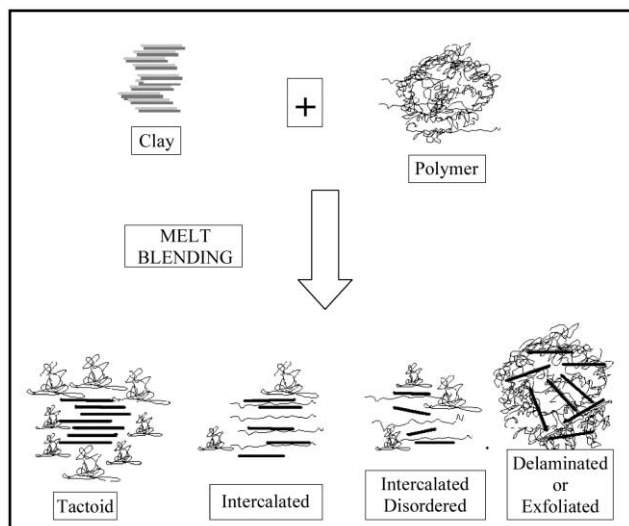 +
Clay
Polymer
MELT
BLENDING
Tactoid
Intercalated
Intercalated
Disordered
Delaminated
or
Exfoliated